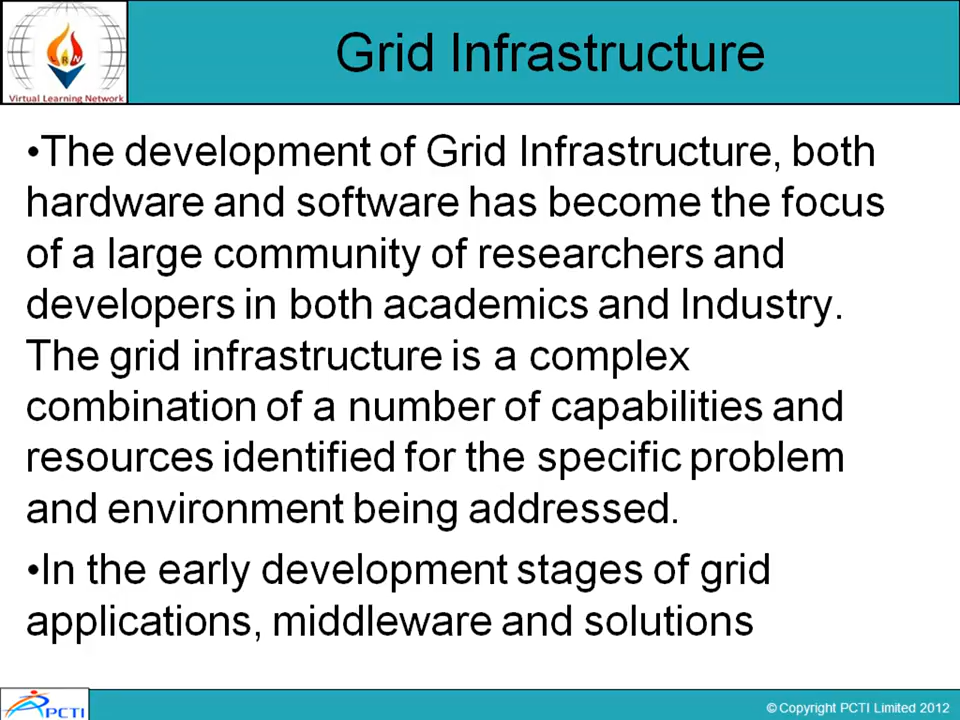 Grid Infrastructure
VRN
Virtual Learning Network
•The development of Grid Infrastructure, both
hardware and software has become the focus
of a large community of researchers and
developers in both academics and Industry.
The grid infrastructure is a complex
combination of a number of capabilities and
resources identified for the specific problem
and environment being addressed.
•In the early development stages of grid
applications, middleware and solutions
PCTI
© Copyright PCTI Limited 2012